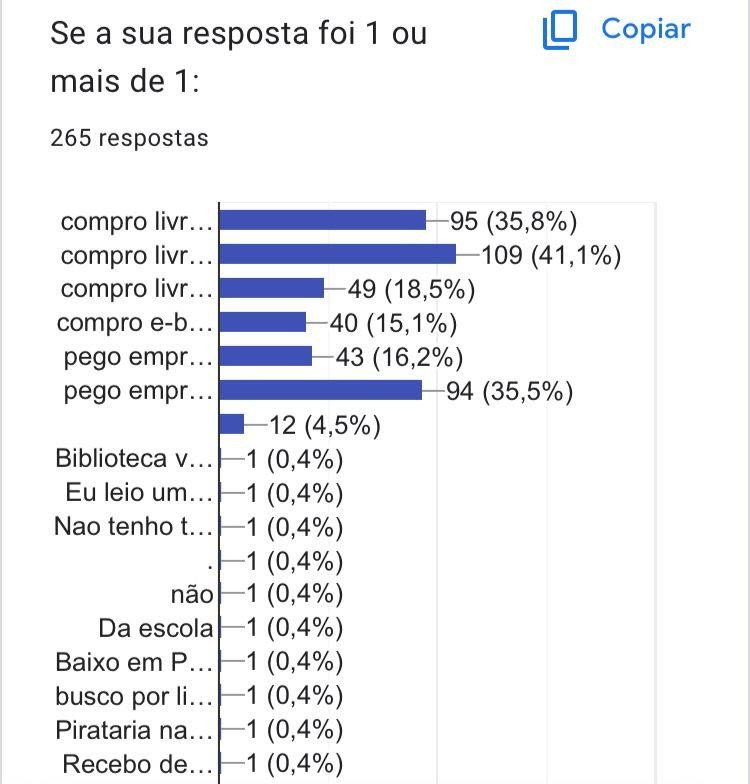 Se a sua resposta foi 1 ou
Copiar
mais de 1:
265 respostas
compro livr... 95 (35,8%)
compro livr... 109 (41,1%)
compro livr... 49 (18,5%)
compro e-b... 40 (15,1%)
pego empr... 43 (16,2%)
pego empr... 94 (35,5%)
12 (4,5%)
Biblioteca v... 1 (0,4%)
Eu leio um... 1 (0,4%)
Nao tenho t... 1 (0,4%)
. 1 (0,4%)
não 1 (0,4%)
Da escola 1 (0,4%)
Baixo em P... 1 (0,4%)
busco por li... 1 (0,4%)
Pirataria na... 1 (0,4%)
Recebo de... 1 (0,4%)